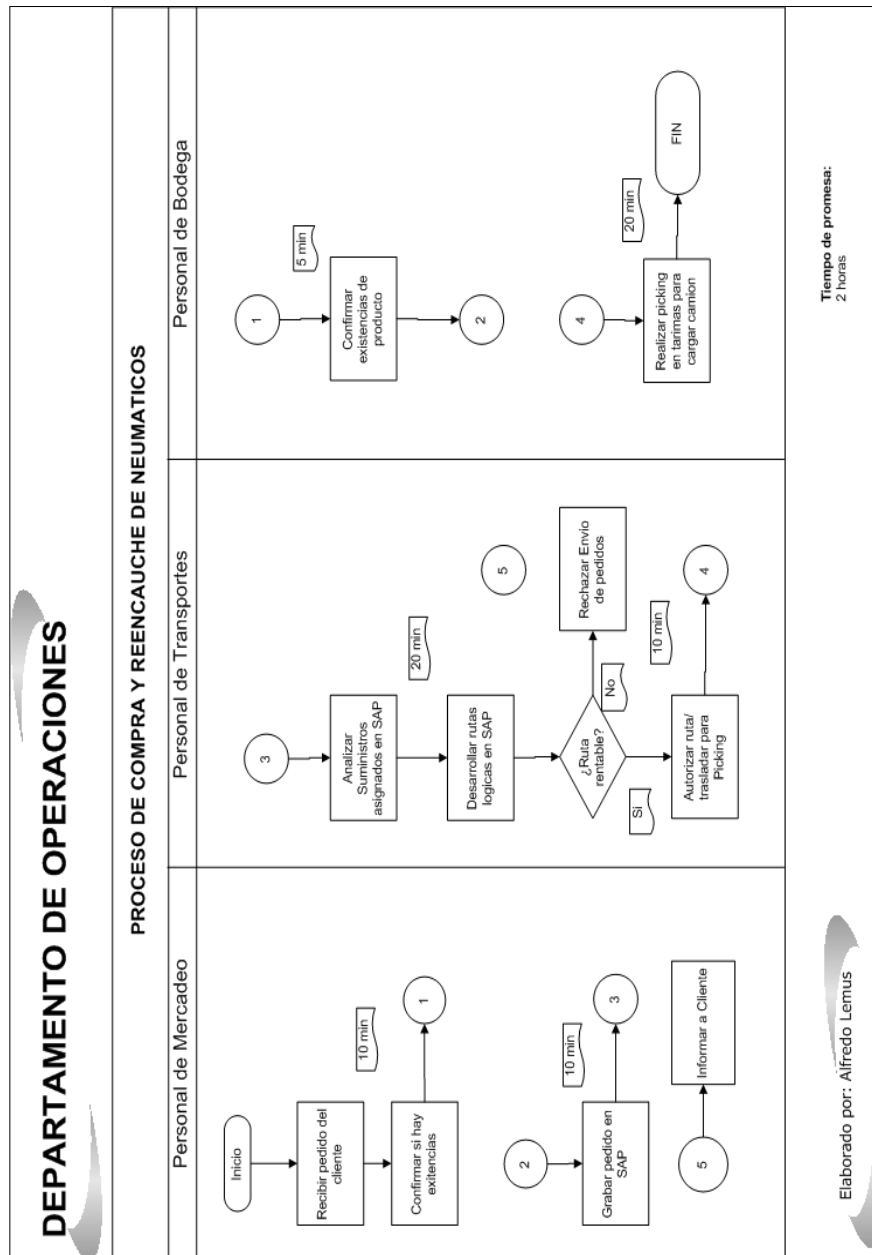 DEPARTAMENTO DE OPERACIONES
PROCESO DE COMPRA Y REENCAUCHE DE NEUMATICOS
Personal de Mercadeo
Personal de Transportes
Personal de Bodega
Inicio
Recibir pedido del
cliente
Confirmar si hay
exitencias
10 min
1
2
Grabar pedido en
SAP
10 min
3
5
Informar a Cliente
3
Analizar
Suministros
asignados en SAP
20 min
Desarrollar rutas
logicas en SAP
5
¿Ruta
rentable?
No
Rechazar Envio
de pedidos
Si
Autorizar ruta/
trasladar para
Picking
10 min
4
1
5 min
Confirmar
existencias de
producto
2
4
Realizar picking
en tarimas para
cargar camion
20 min
FIN
Elaborado por: Alfredo Lemus
Tiempo de promesa:
2 horas